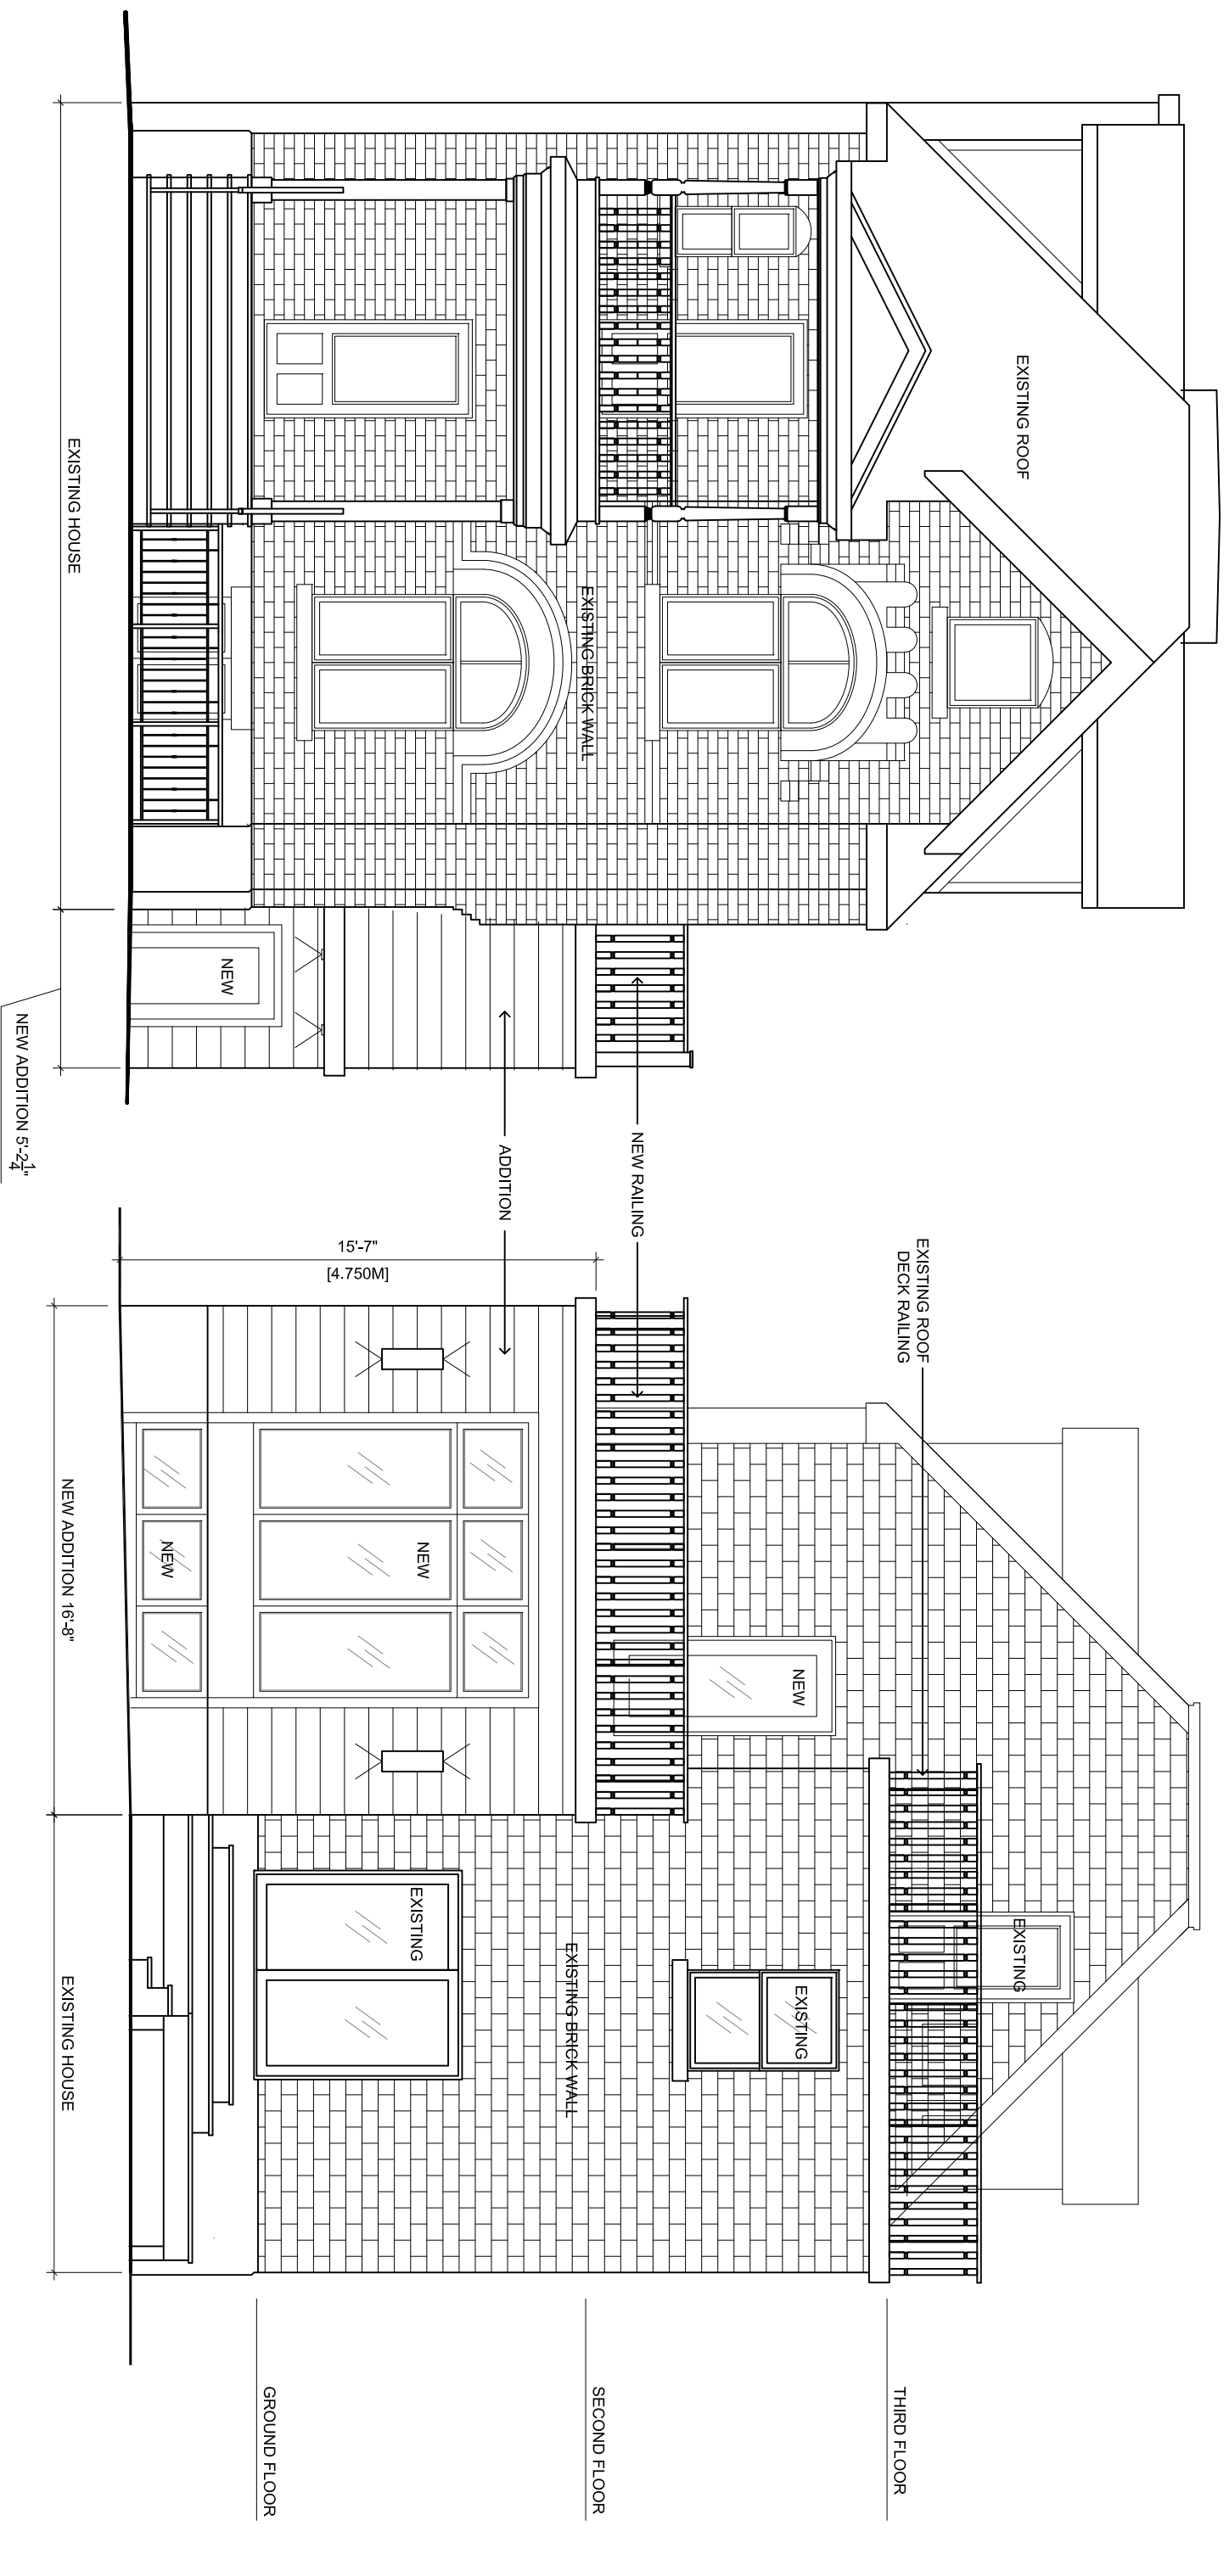 EXISTING ROOF
EXISTING BRICK WALL
EXISTING HOUSE
NEW
NEW ADDITION 5'-2 1/4"
ADDITION
NEW RAILING
EXISTING ROOF
DECK RAILING
15'-7"
[4.750M]
NEW
NEW
NEW
EXISTING
EXISTING
EXISTING
EXISTING BRICK WALL
NEW ADDITION 16'-8"
EXISTING HOUSE
THIRD FLOOR
SECOND FLOOR
GROUND FLOOR